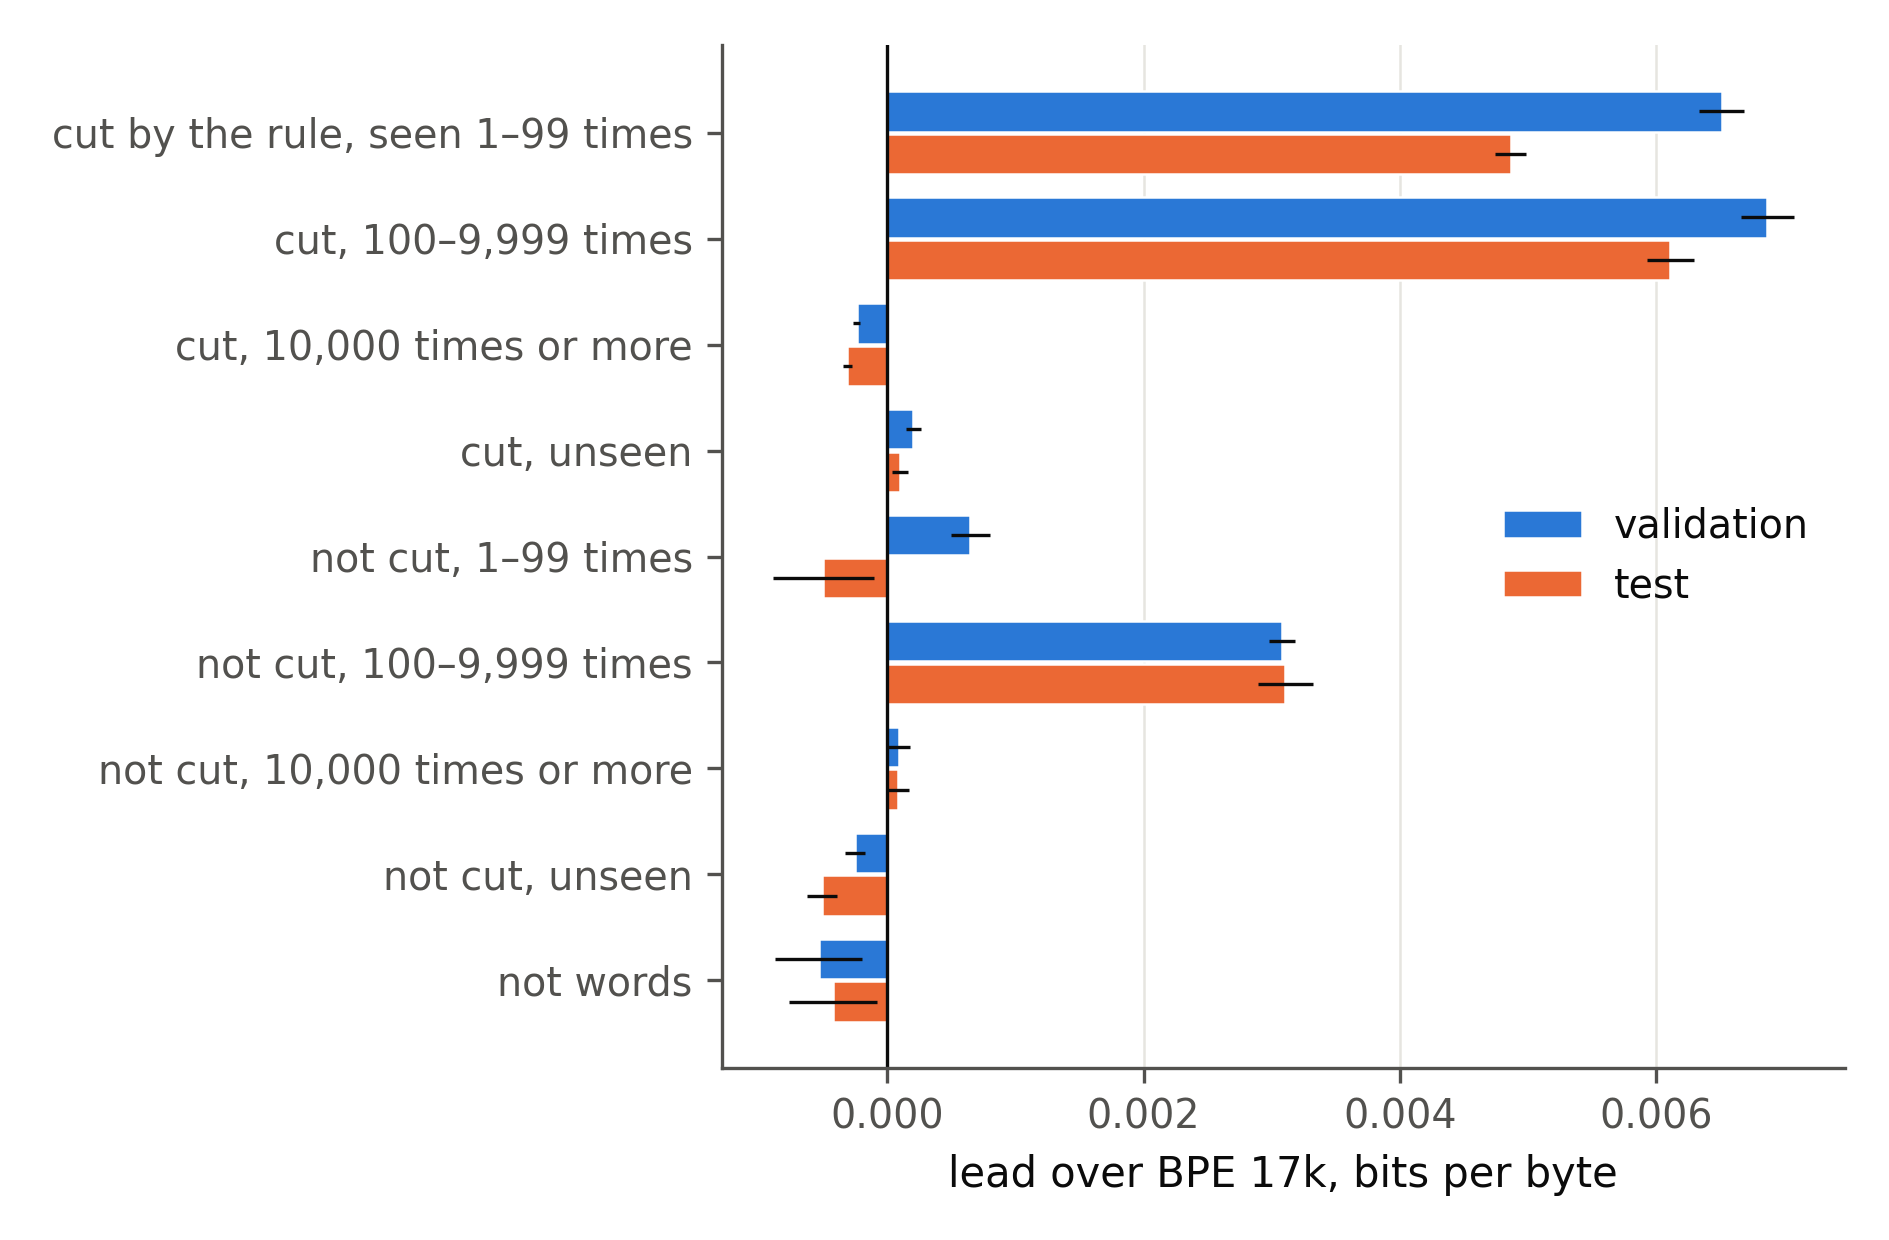 cut by the rule, seen 1–99 times
cut, 100–9,999 times
cut, 10,000 times or more
cut, unseen
not cut, 1–99 times
not cut, 100–9,999 times
not cut, 10,000 times or more
not cut, unseen
not words
validation
test
0.000 0.002 0.004 0.006
lead over BPE 17k, bits per byte